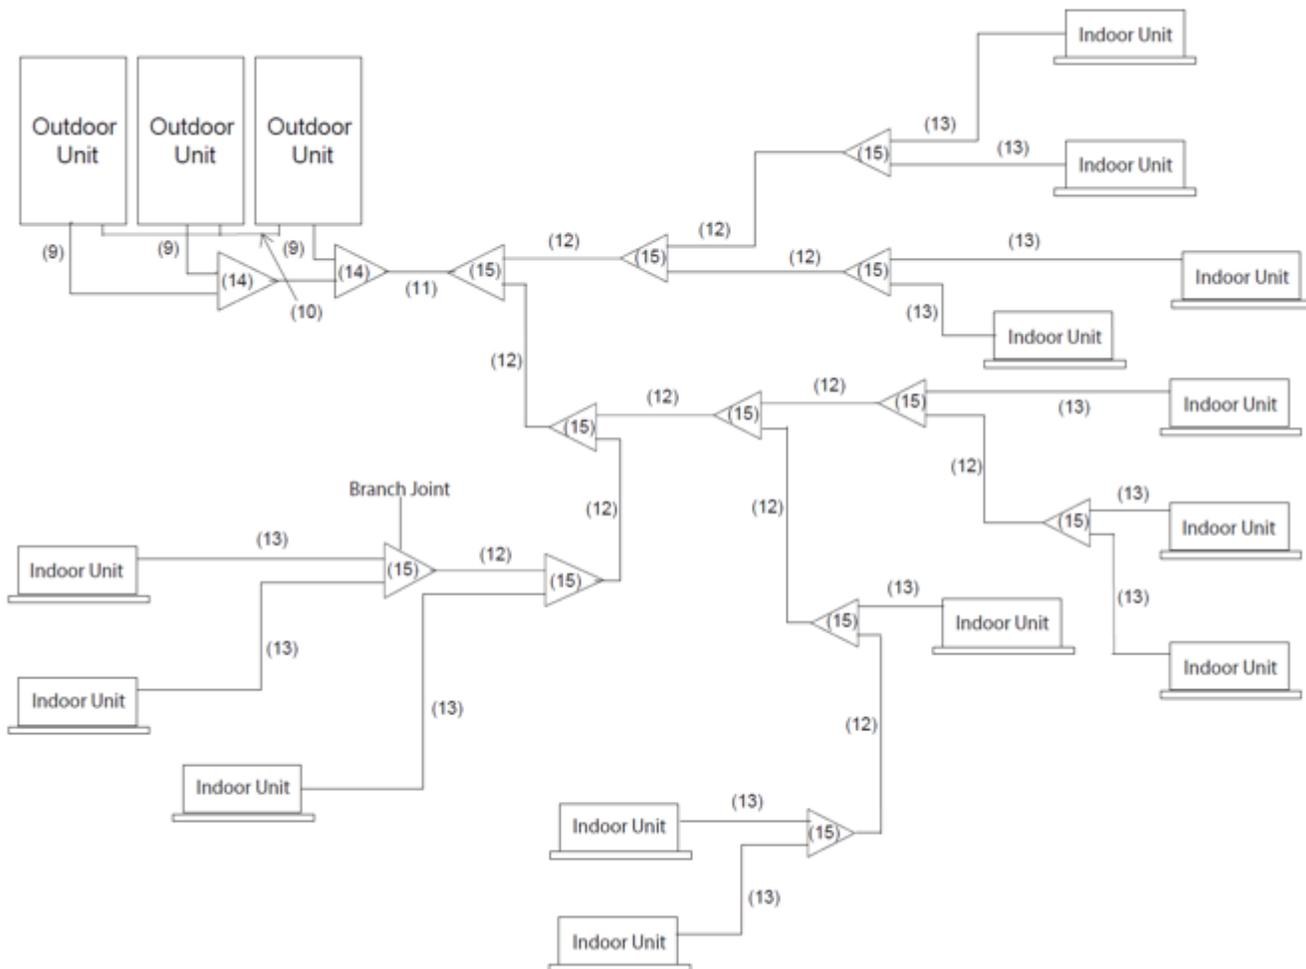 Indoor Unit
Outdoor
Unit
Outdoor
Unit
Outdoor
Unit
(13)
(15)
(13)
Indoor Unit
(9)
(9)
(9)
(12)
(12)
(15)
(13)
(14)
(14)
(15)
(12)
(15)
Indoor Unit
(11)
(10)
(13)
Indoor Unit
(12)
(12)
(12)
(15)
(13)
Indoor Unit
(15)
(15)
(12)
Branch Joint
(12)
(12)
(13)
(15)
Indoor Unit
(13)
(12)
Indoor Unit
(15)
(15)
(13)
(13)
(15)
Indoor Unit
(13)
Indoor Unit
Indoor Unit
(13)
(12)
Indoor Unit
(13)
Indoor Unit
(15)
(13)
Indoor Unit